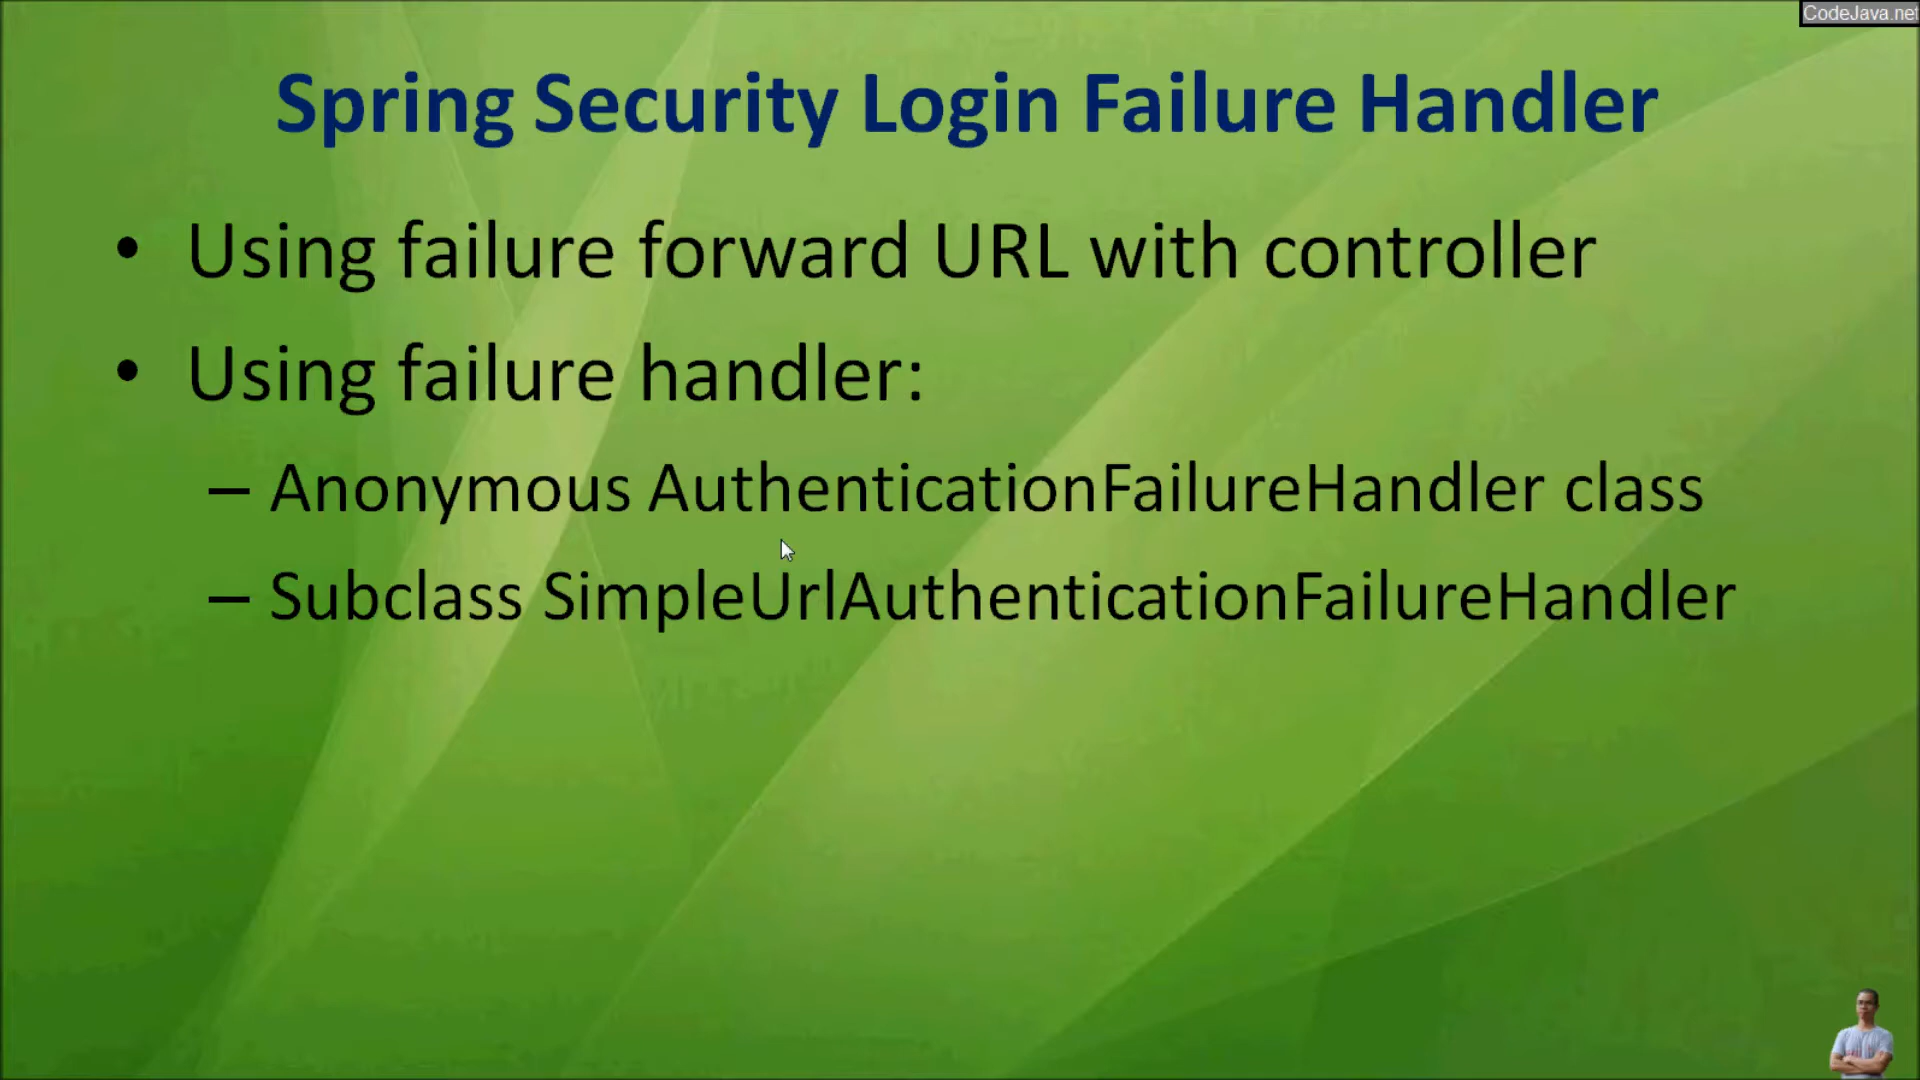 CodeJava.net
Spring Security Login Failure Handler
• Using failure forward URL with controller
• Using failure handler:
– Anonymous AuthenticationFailureHandler class
– Subclass SimpleUrlAuthenticationFailureHandler